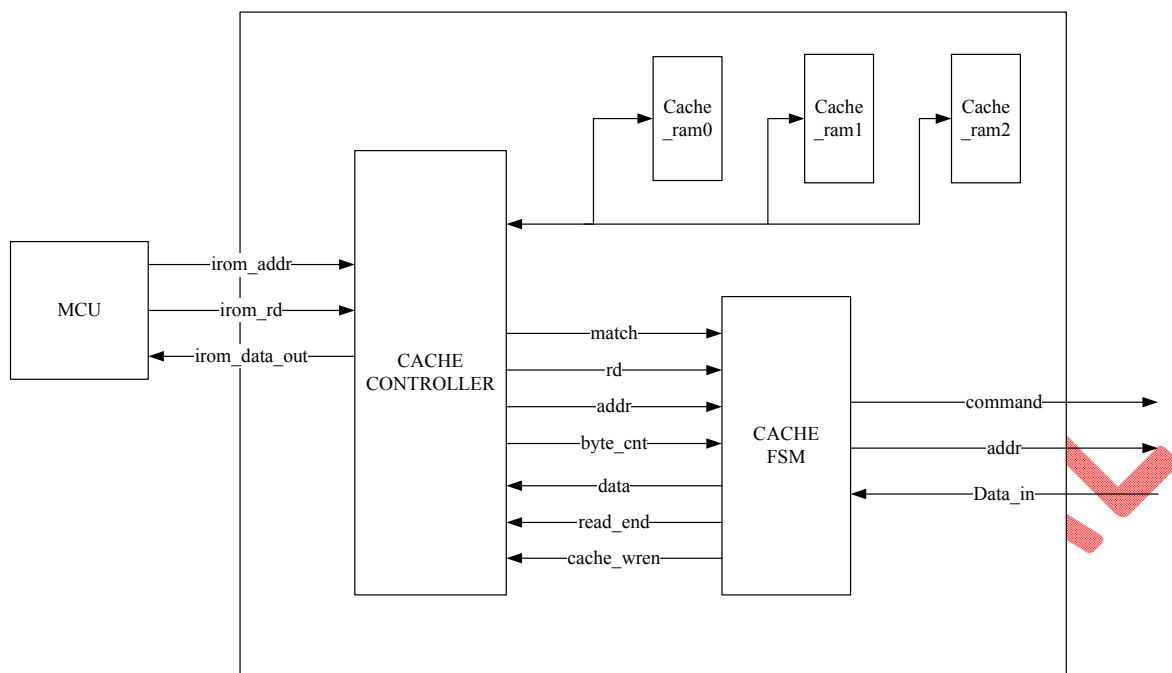 Cache
_ram0
Cache
_ram1
Cache
_ram2
MCU
irom_addr
irom_rd
irom_data_out
CACHE
CONTROLLER
match
rd
addr
byte_cnt
data
read_end
cache_wren
CACHE
FSM
command
addr
Data_in